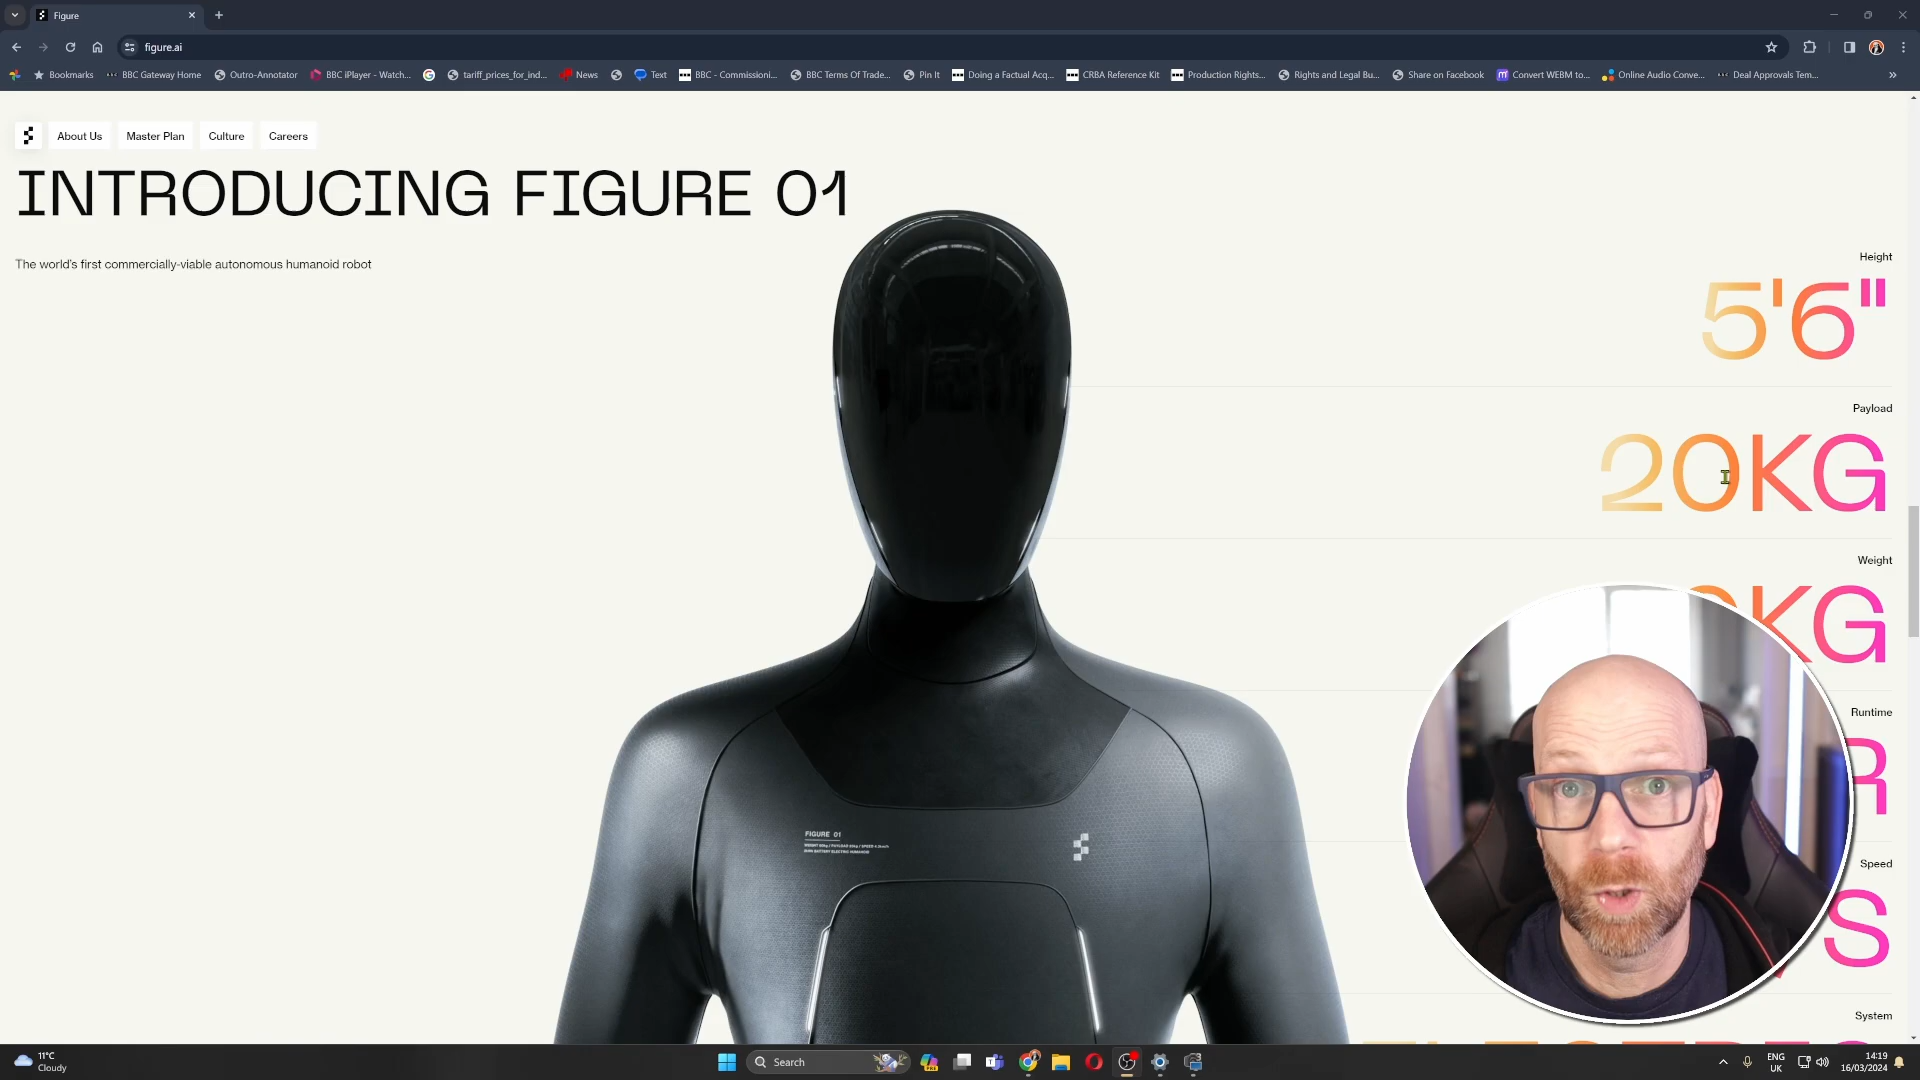 Figure
figure.ai
Bookmarks
BBC Gateway Home
Outro-Annotator
BBC iPlayer - Watch...
tariff_prices_for_ind...
News
Text
BBC - Commissioni...
BBC Terms Of Trade...
Pin It
Doing a Factual Acq...
CRBA Reference Kit
Production Rights...
Rights and Legal Bu...
Share on Facebook
Convert WEBM to...
Online Audio Conve...
Deal Approvals Tem...
About Us
Master Plan
Culture
Careers
INTRODUCING FIGURE 01
The world's first commercially-viable autonomous humanoid robot
Height
5'6"
Payload
20KG
Weight
KG
Runtime
R
Speed
S
System
FIGURE 01
11°C
Cloudy
Search
ENG
UK
14:19
16/03/2024